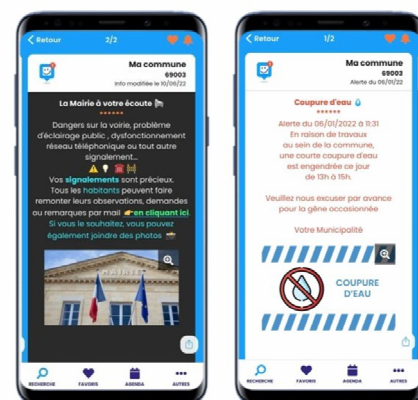 Retour
2/2
Ma commune
69003
Info modifiée le 10/06/22
La Mairie à votre écoute
******
Dangers sur la voirie, problème
d'éclairage public , dysfonctionnement
réseau téléphonique ou tout autre
signalement...
Vos signalements sont précieux.
Tous les habitants peuvent faire
remonter leurs observations, demandes
ou remarques par mail 👉en cliquant ici
Si vous le souhaitez, vous pouvez
également joindre des photos
MAIRIE
RECHERCHE
FAVORIS
AGENDA
AUTRES
Retour
1/2
Ma commune
69003
Alerte du 06/01/22
Coupure d'eau
******
Alerte du 06/01/2022 à 11:31
En raison de travaux
au sein de la commune,
une courte coupure d'eau
est engendrée ce jour
de 13h à 15h.
Veuillez nous excuser par avance
pour la gêne occasionnée
Votre Municipalité
COUPURE
D'EAU
RECHERCHE
FAVORIS
AGENDA
AUTRES